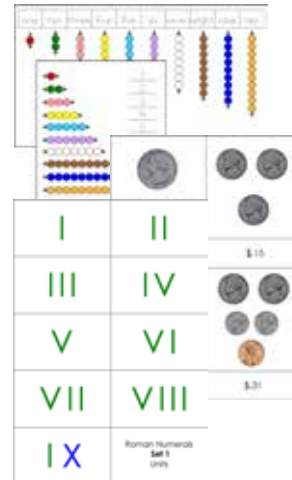 one two three four five six seven eight nine ten
$.15
I II
III IV
V VI
$.31
VII VIII
IX Roman Numerals
Set 1
Units